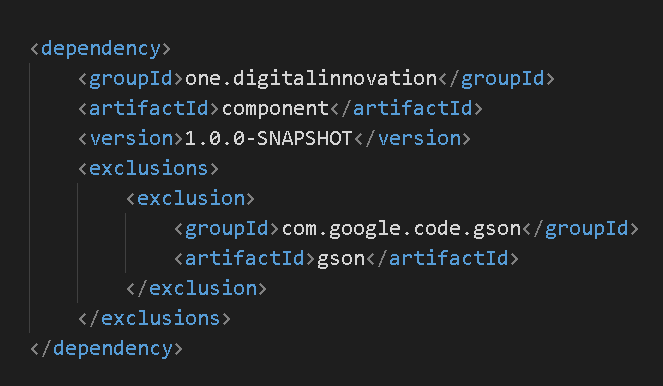 <dependency>
<groupId>one.digitalinnovation</groupId>
<artifactId>component</artifactId>
<version>1.0.0-SNAPSHOT</version>
<exclusions>
<exclusion>
<groupId>com.google.code.gson</groupId>
<artifactId>gson</artifactId>
</exclusion>
</exclusions>
</dependency>